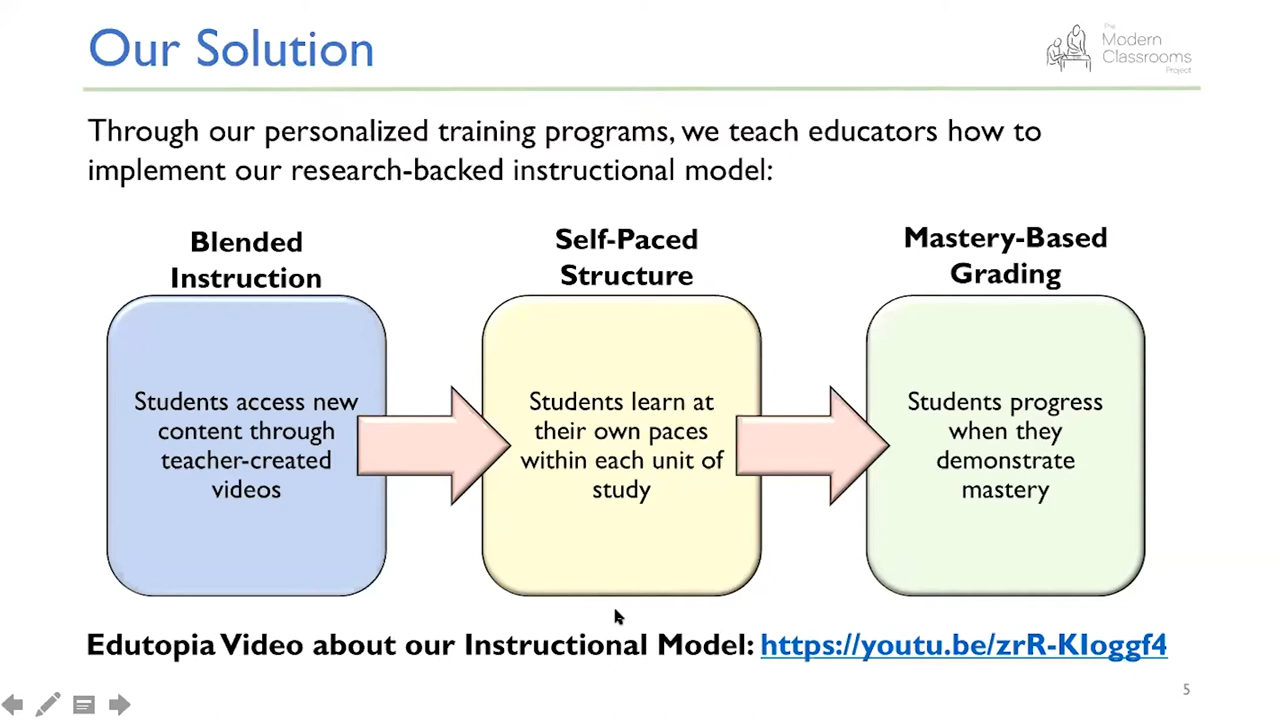 Our Solution
The
Modern
Classrooms
Project
Through our personalized training programs, we teach educators how to
implement our research-backed instructional model:
Blended
Instruction
Students access new
content through
teacher-created
videos
Self-Paced
Structure
Students learn at
their own paces
within each unit of
study
Mastery-Based
Grading
Students progress
when they
demonstrate
mastery
Edutopia Video about our Instructional Model: https://youtu.be/zrR-KIoggf4
5